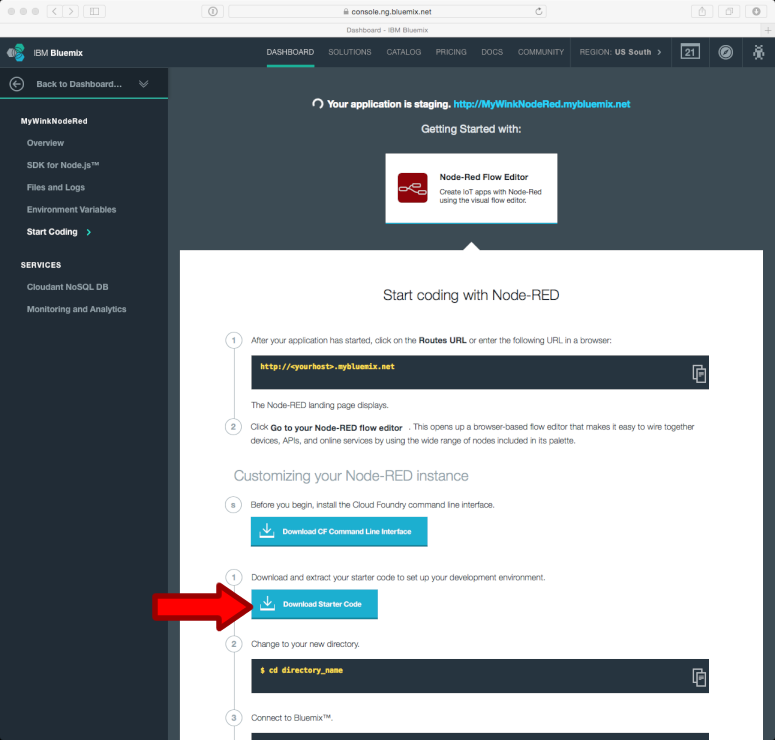 console.ng.bluemix.net
Dashboard - IBM Bluemix
IBM Bluemix
DASHBOARD SOLUTIONS CATALOG PRICING DOCS COMMUNITY REGION: US South > 21
Back to Dashboard...
MyWinkNodeRed
Overview
SDK for Node.js™
Files and Logs
Environment Variables
Start Coding >
SERVICES
Cloudant NoSQL DB
Monitoring and Analytics
Your application is staging. http://MyWinkNodeRed.mybluemix.net
Getting Started with:
Node-Red Flow Editor
Create IoT apps with Node-Red
using the visual flow editor.
Start coding with Node-RED
1 After your application has started, click on the Routes URL or enter the following URL in a browser:
http://<yourhost>.mybluemix.net
The Node-RED landing page displays.
2 Click Go to your Node-RED flow editor . This opens up a browser-based flow editor that makes it easy to wire together
devices, APIs, and online services by using the wide range of nodes included in its palette.
Customizing your Node-RED instance
s Before you begin, install the Cloud Foundry command line interface.
Download CF Command Line Interface
1 Download and extract your starter code to set up your development environment.
Download Starter Code
2 Change to your new directory.
$ cd directory_name
3 Connect to Bluemix™.